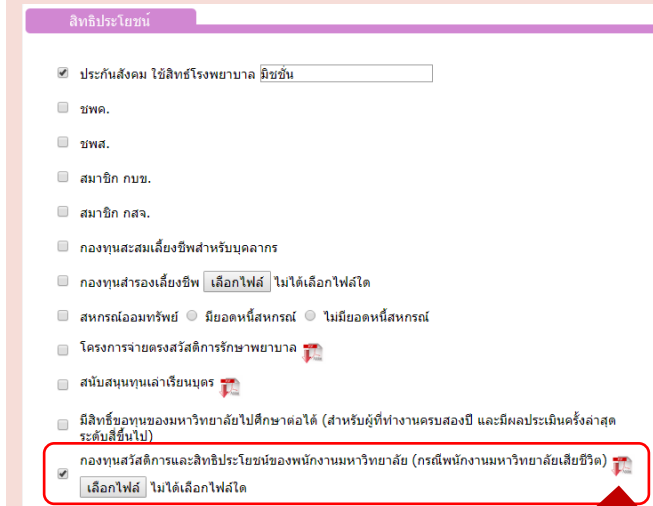 สิทธิประโยชน์
ประกันสังคม ใช้สิทธ์โรงพยาบาล มิชชั่น
ชพค.
ชพส.
สมาชิก กบข.
สมาชิก กสจ.
กองทุนสะสมเลี้ยงชีพสำหรับบุคลากร
กองทุนสำรองเลี้ยงชีพ เลือกไฟล์ ไม่ได้เลือกไฟล์ใด
สหกรณ์ออมทรัพย์ มียอดหนี้สหกรณ์ ไม่มียอดหนี้สหกรณ์
โครงการจ่ายตรงสวัสดิการรักษาพยาบาล
สนับสนุนทุนเล่าเรียนบุตร
มีสิทธิ์ขอทุนของมหาวิทยาลัยไปศึกษาต่อได้ (สำหรับผู้ที่ทำงานครบสองปี และมีผลประเมินครั้งล่าสุด
ระดับสี่ขึ้นไป)
กองทุนสวัสดิการและสิทธิประโยชน์ของพนักงานมหาวิทยาลัย (กรณีพนักงานมหาวิทยาลัยเสียชีวิต)
เลือกไฟล์ ไม่ได้เลือกไฟล์ใด